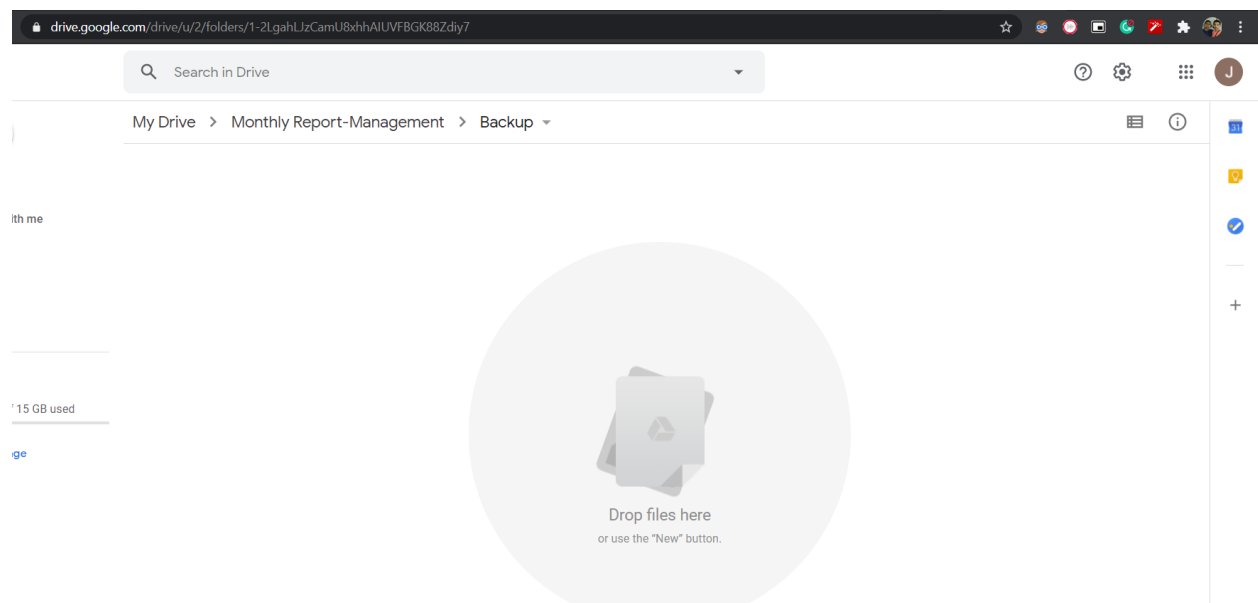 drive.google.com/drive/u/2/folders/1-2LgahLJzCamU8xhhAIUVFBGK88Zdiy7
Search in Drive
J
My Drive > Monthly Report-Management > Backup
31
ith me
15 GB used
ge
Drop files here
or use the "New" button.